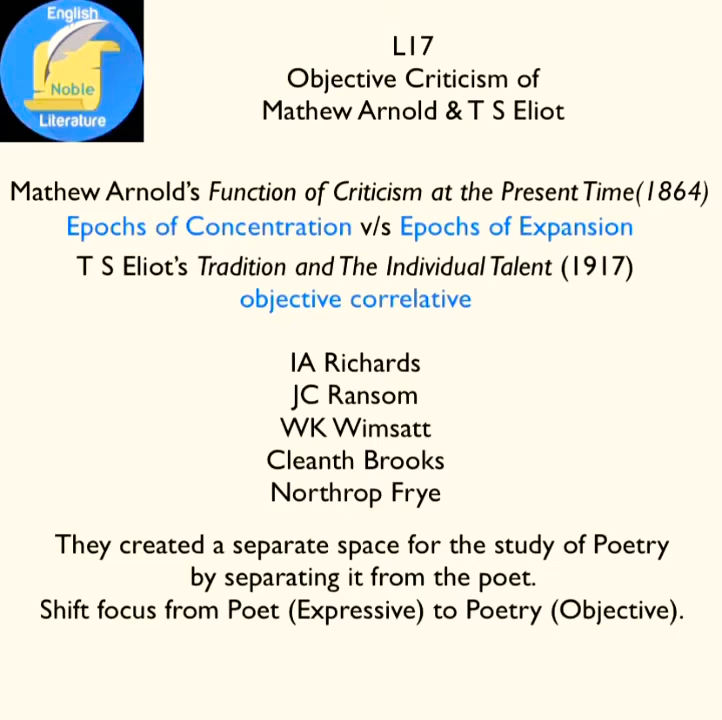 English
Noble
Literature
L17
Objective Criticism of
Mathew Arnold & T S Eliot
Mathew Arnold's Function of Criticism at the Present Time(1864)
Epochs of Concentration v/s Epochs of Expansion
T S Eliot's Tradition and The Individual Talent (1917)
objective correlative
IA Richards
JC Ransom
WK Wimsatt
Cleanth Brooks
Northrop Frye
They created a separate space for the study of Poetry
by separating it from the poet.
Shift focus from Poet (Expressive) to Poetry (Objective).